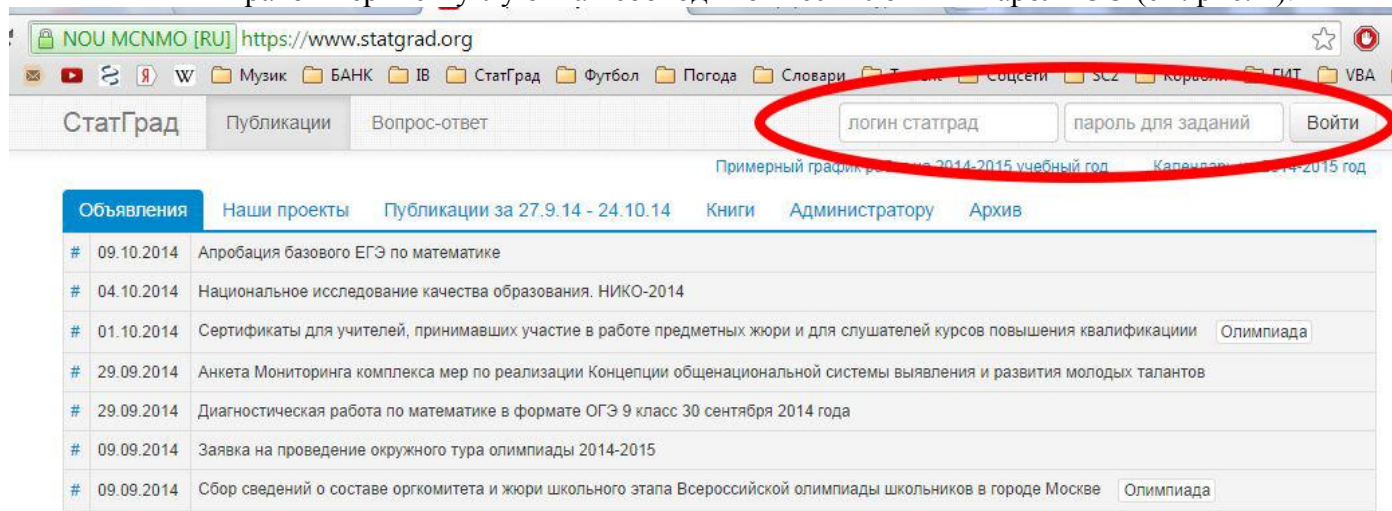 NOU MCNMO [RU] https://www.statgrad.org
Я W Музик БАНК IB СтатГрад Футбол Погода Словари Соцсети SC2 VBA
СтатГрад Публикации Вопрос-ответ логин статград пароль для заданий Войти
Примерный график 2014-2015 учебный год Календарь 2014-2015 год
Объявления Наши проекты Публикации за 27.9.14 - 24.10.14 Книги Администратору Архив
# 09.10.2014 Апробация базового ЕГЭ по математике
# 04.10.2014 Национальное исследование качества образования. НИКО-2014
# 01.10.2014 Сертификаты для учителей, принимавших участие в работе предметных жюри и для слушателей курсов повышения квалификациии Олимпиада
# 29.09.2014 Анкета Мониторинга комплекса мер по реализации Концепции общенациональной системы выявления и развития молодых талантов
# 29.09.2014 Диагностическая работа по математике в формате ОГЭ 9 класс 30 сентября 2014 года
# 09.09.2014 Заявка на проведение окружного тура олимпиады 2014-2015
# 09.09.2014 Сбор сведений о составе оргкомитета и жюри школьного этапа Всероссийской олимпиады школьников в городе Москве Олимпиада